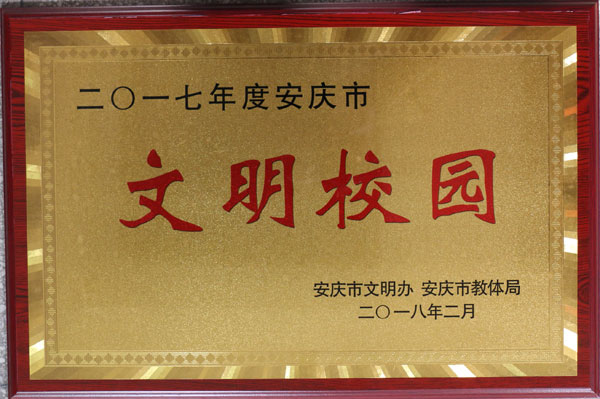 二〇一七年度安庆市
文明校园
安庆市文明办 安庆市教体局
二〇一八年二月